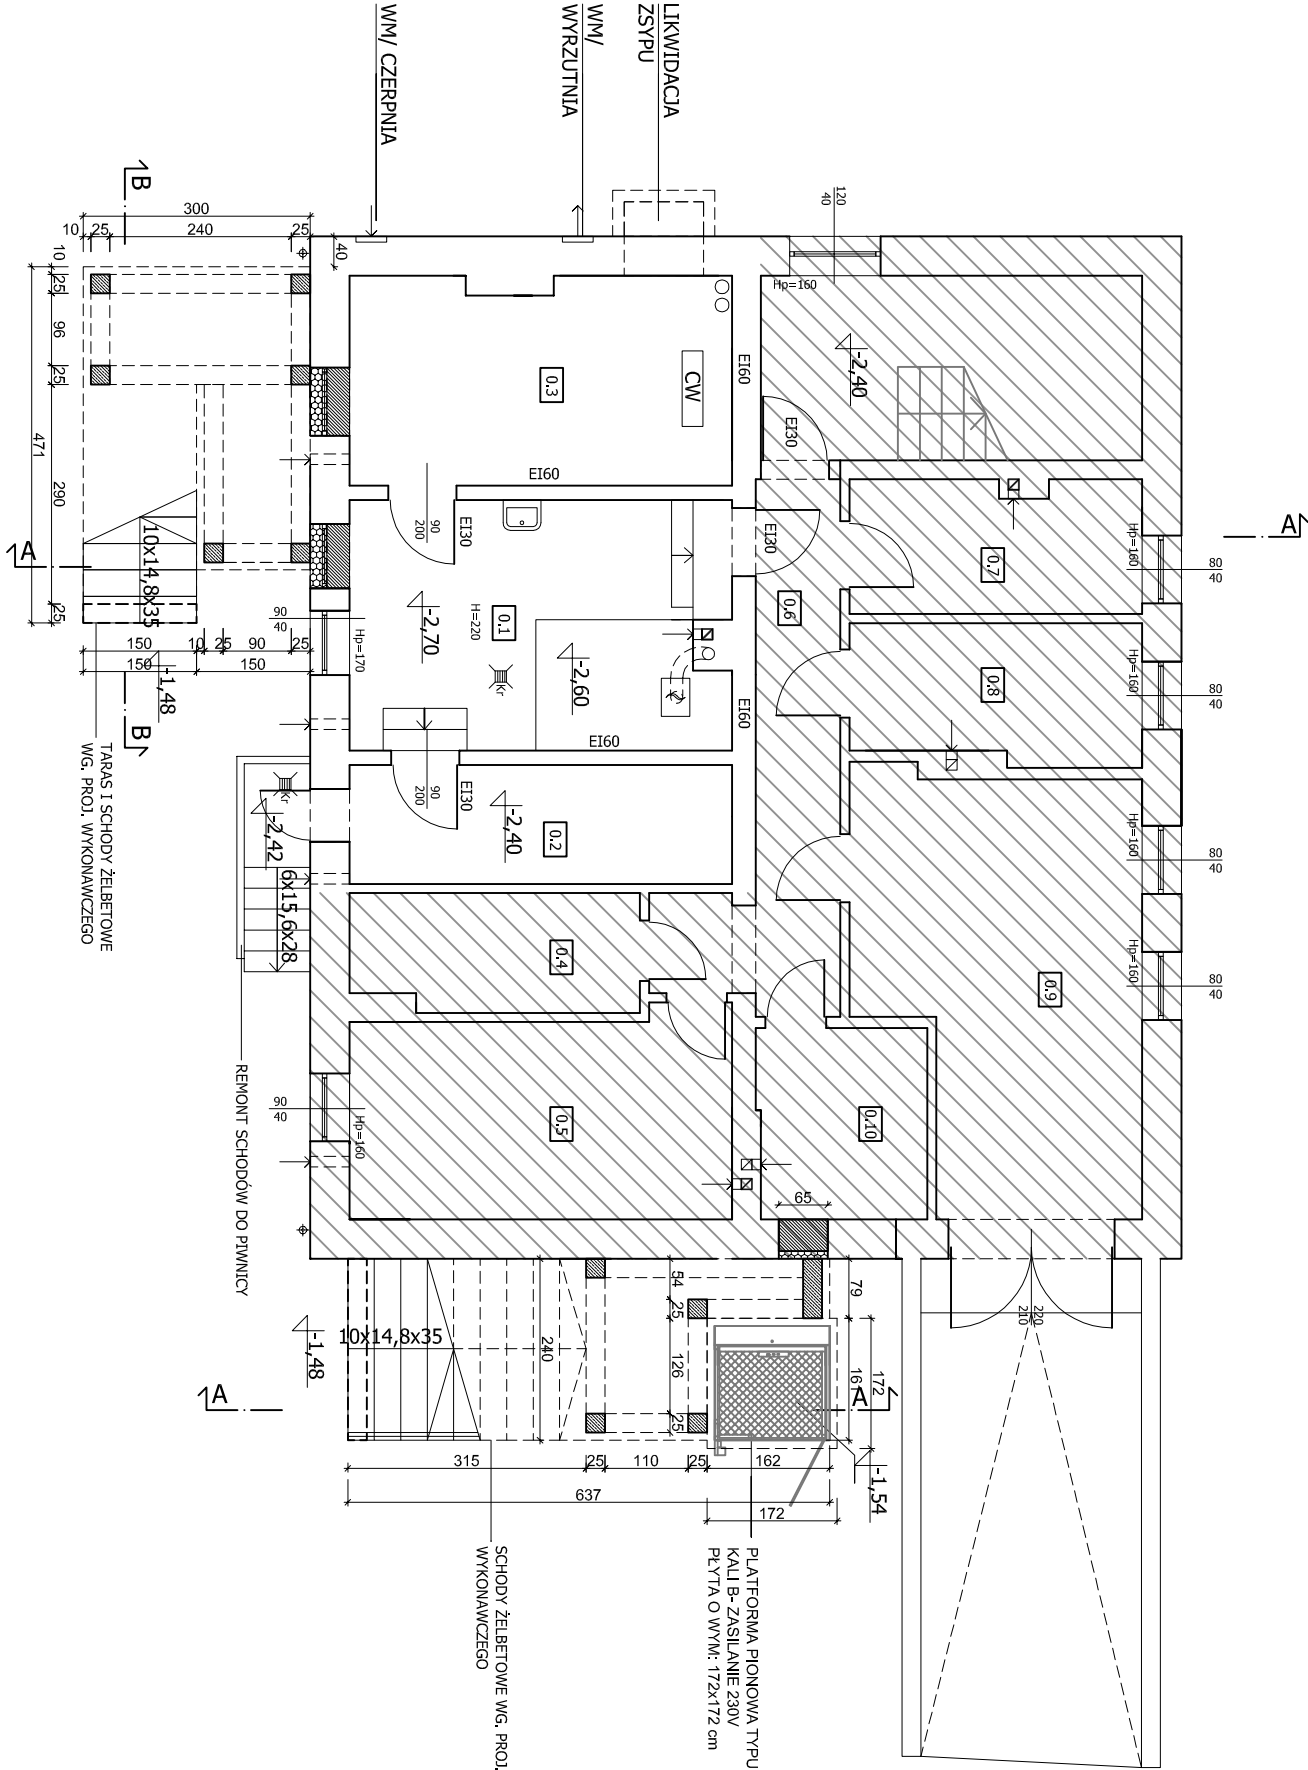 WM/ CZERPNIA
WM/
WYRZUTNIA
LIKWIDACJA
ZSYPU
120
40
Hp=160
B
300
10
25
240
25
40
10
25
96
25
471
290
25
10x14,8x35
A
150
10
25
90
25
150
150
-1,48
B
TARAS I SCHODY ŻELBETOWE
WG. PROJ. WYKONAWCZEGO
0.3
CW
EI60
EI60
EI30
90
200
-2,40
EI30
EI30
0.6
0.7
Hp=160
80
40
A
0.8
Hp=160
80
40
0.1
H=220
-2,70
-2,60
Kr
EI60
EI60
90
40
Hp=170
90
200
EI30
-2,40
0.2
Kr
-2,42
6x15,6x28
REMONT SCHODÓW DO PIWNICY
Hp=160
80
40
Hp=160
80
40
0.9
0.4
0.5
0.10
90
40
Hp=160
65
79
54
25
126
25
240
10x14,8x35
-1,48
A
172
161
A
220
210
315
25
110
25
162
637
172
-1,54
SCHODY ŻELBETOWE WG. PROJ.
WYKONAWCZEGO
PLATFORMA PIONOWA TYPU
KALI B- ZASILANIE 230V
PŁYTA O WYM: 172x172 cm